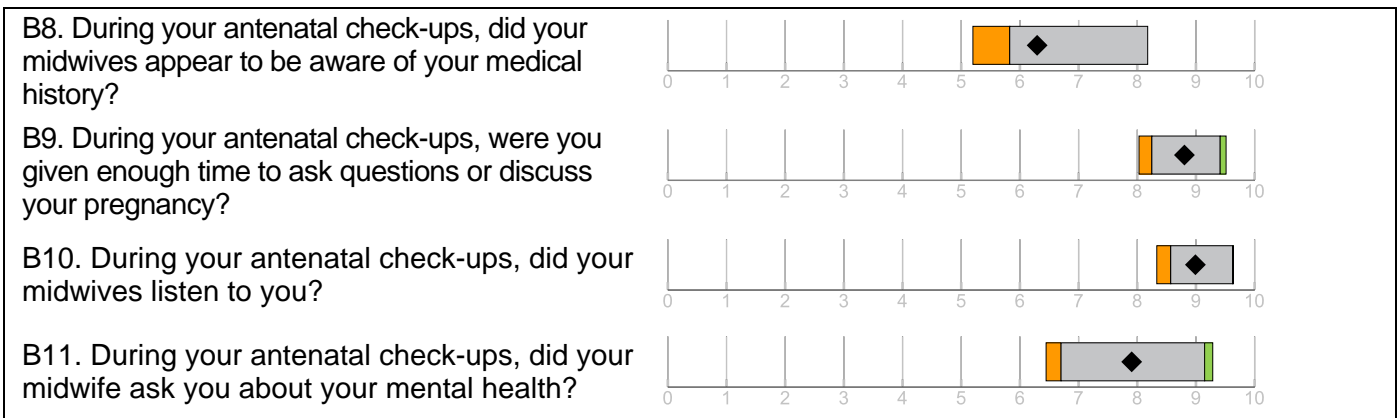 B8. During your antenatal check-ups, did your
midwives appear to be aware of your medical
history?
0 1 2 3 4 5 6 7 8 9 10
B9. During your antenatal check-ups, were you
given enough time to ask questions or discuss
your pregnancy?
0 1 2 3 4 5 6 7 8 9 10
B10. During your antenatal check-ups, did your
midwives listen to you?
0 1 2 3 4 5 6 7 8 9 10
B11. During your antenatal check-ups, did your
midwife ask you about your mental health?
0 1 2 3 4 5 6 7 8 9 10